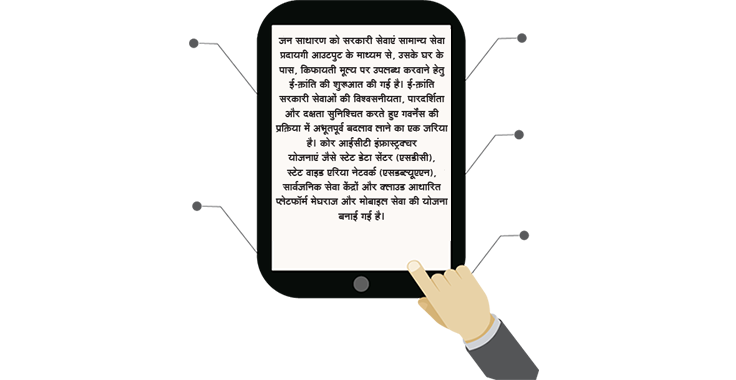 जन साधारण को सरकारी सेवाएं सामान्य सेवा
प्रदायगी आउटपुट के माध्यम से, उसके घर के
पास, किफायती मूल्य पर उपलब्ध करवाने हेतु
ई-क्रांति की शुरूआत की गई है। ई-क्रांति
सरकारी सेवाओं की विश्वसनीयता, पारदर्शिता
और दक्षता सुनिश्चित करते हुए गवर्नेंस की
प्रक्रिया में अभूतपूर्व बदलाव लाने का एक जरिया
है। कोर आईसीटी इंफ्रास्ट्रक्चर
योजनाएं जैसे स्टेट डेटा सेंटर (एसडीसी),
स्टेट वाइड एरिया नेटवर्क (एसडब्ल्यूएएन),
सार्वजनिक सेवा केंद्रों और क्लाउड आधारित
प्लेटफॉर्म मेघराज और मोबाइल सेवा की योजना
बनाई गई है।